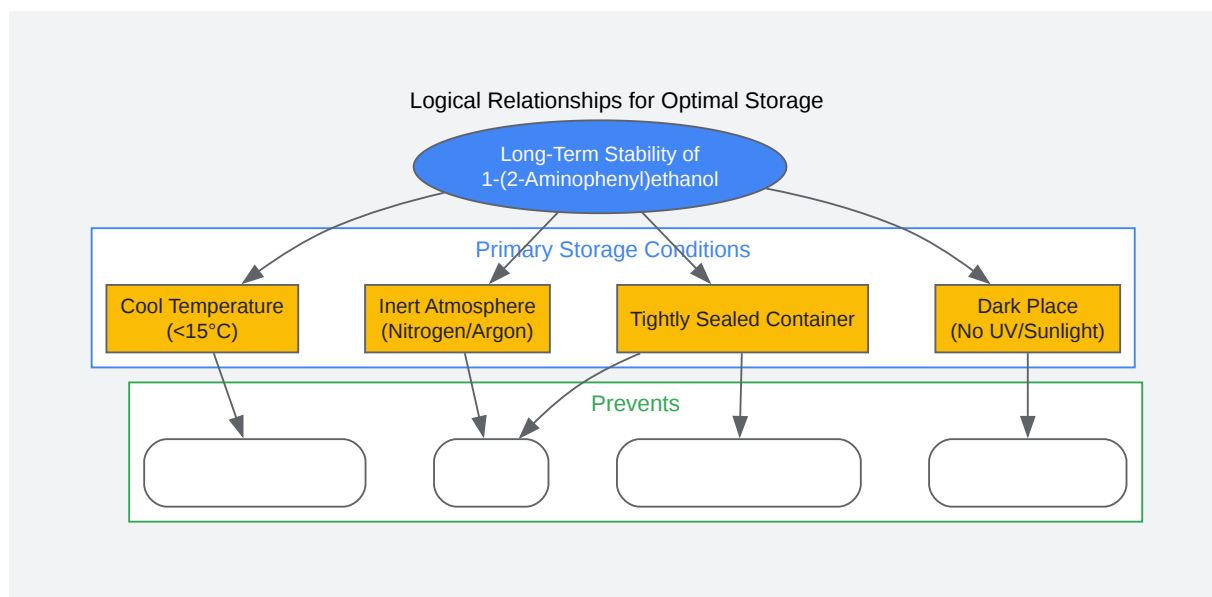 Logical Relationships for Optimal Storage
Long-Term Stability of
1-(2-Aminophenyl)ethanol
Primary Storage Conditions
Cool Temperature
(<15°C)
Inert Atmosphere
(Nitrogen/Argon)
Tightly Sealed Container
Dark Place
(No UV/Sunlight)
Prevents